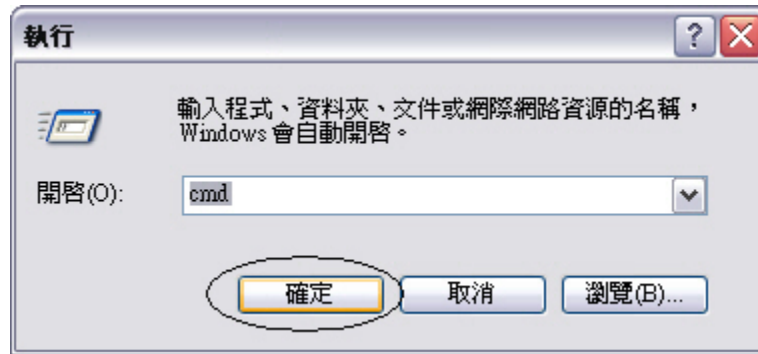 執行
輸入程式、資料夾、文件或網際網路資源的名稱，
Windows 會自動開啓。
開啓(O):
cmd
確定
取消
瀏覽(B)...